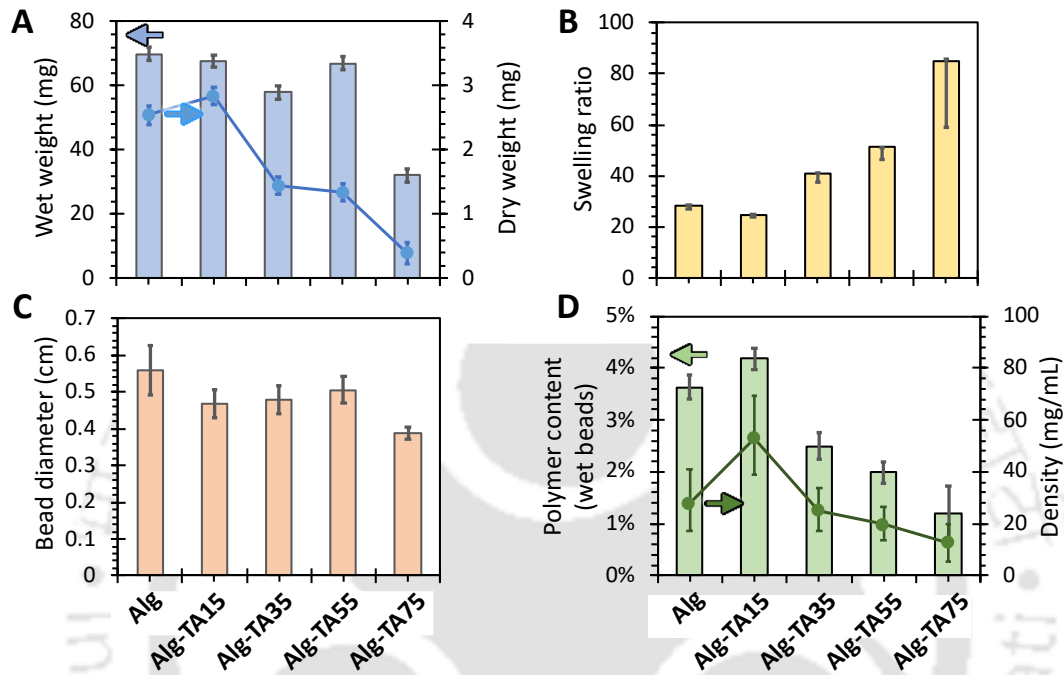 A
80
60
40
20
0
Wet weight (mg)
4
3
2
1
0
Dry weight (mg)
B
100
80
60
40
20
0
Swelling ratio
C
0.7
0.6
0.5
0.4
0.3
0.2
0.1
0
Bead diameter (cm)
Alg
Alg-TA15
Alg-TA35
Alg-TA55
Alg-TA75
D
5%
4%
3%
2%
1%
0%
Polymer content
(wet beads)
100
80
60
40
20
0
Density (mg/mL)
Alg
Alg-TA15
Alg-TA35
Alg-TA55
Alg-TA75